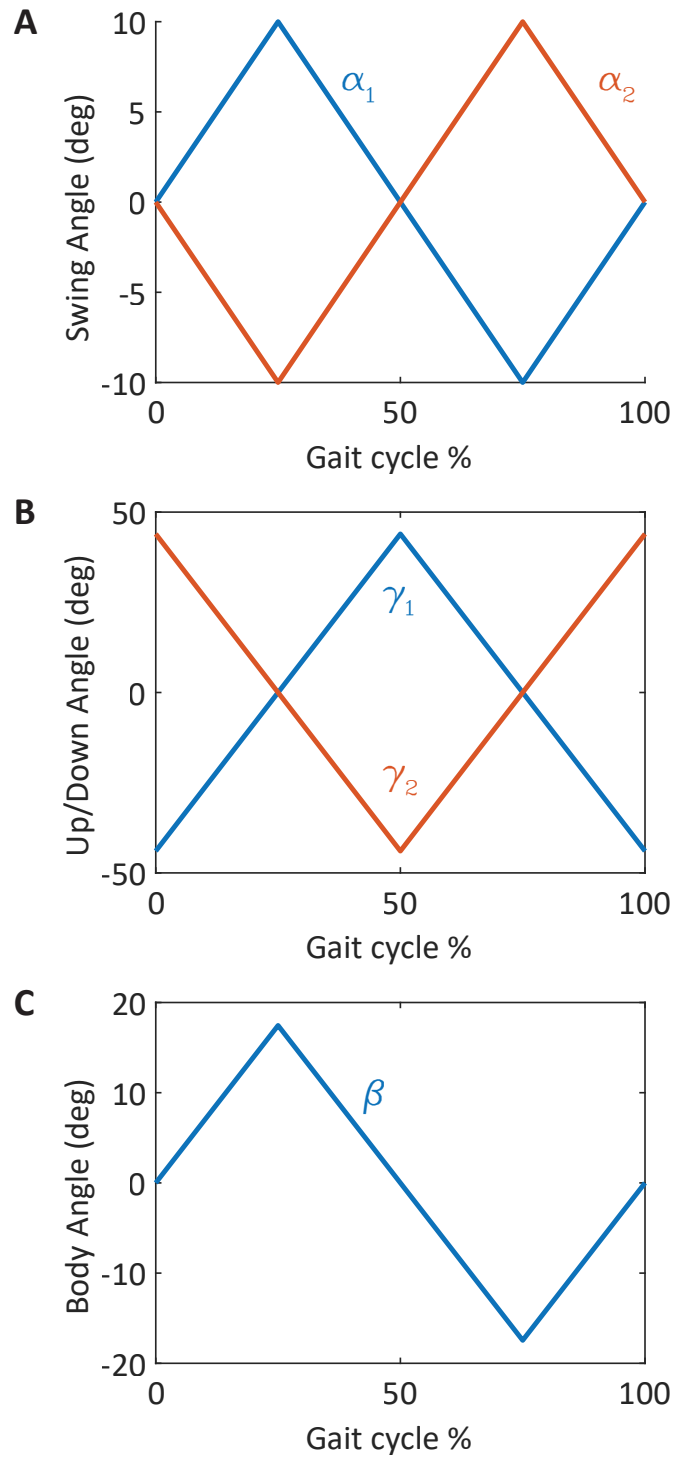 A
Swing Angle (deg)
10
5
0
-5
-10
α₁
α₂
0
50
100
Gait cycle %
B
Up/Down Angle (deg)
50
0
-50
γ₁
γ₂
0
50
100
Gait cycle %
C
Body Angle (deg)
20
10
0
-10
-20
β
0
50
100
Gait cycle %